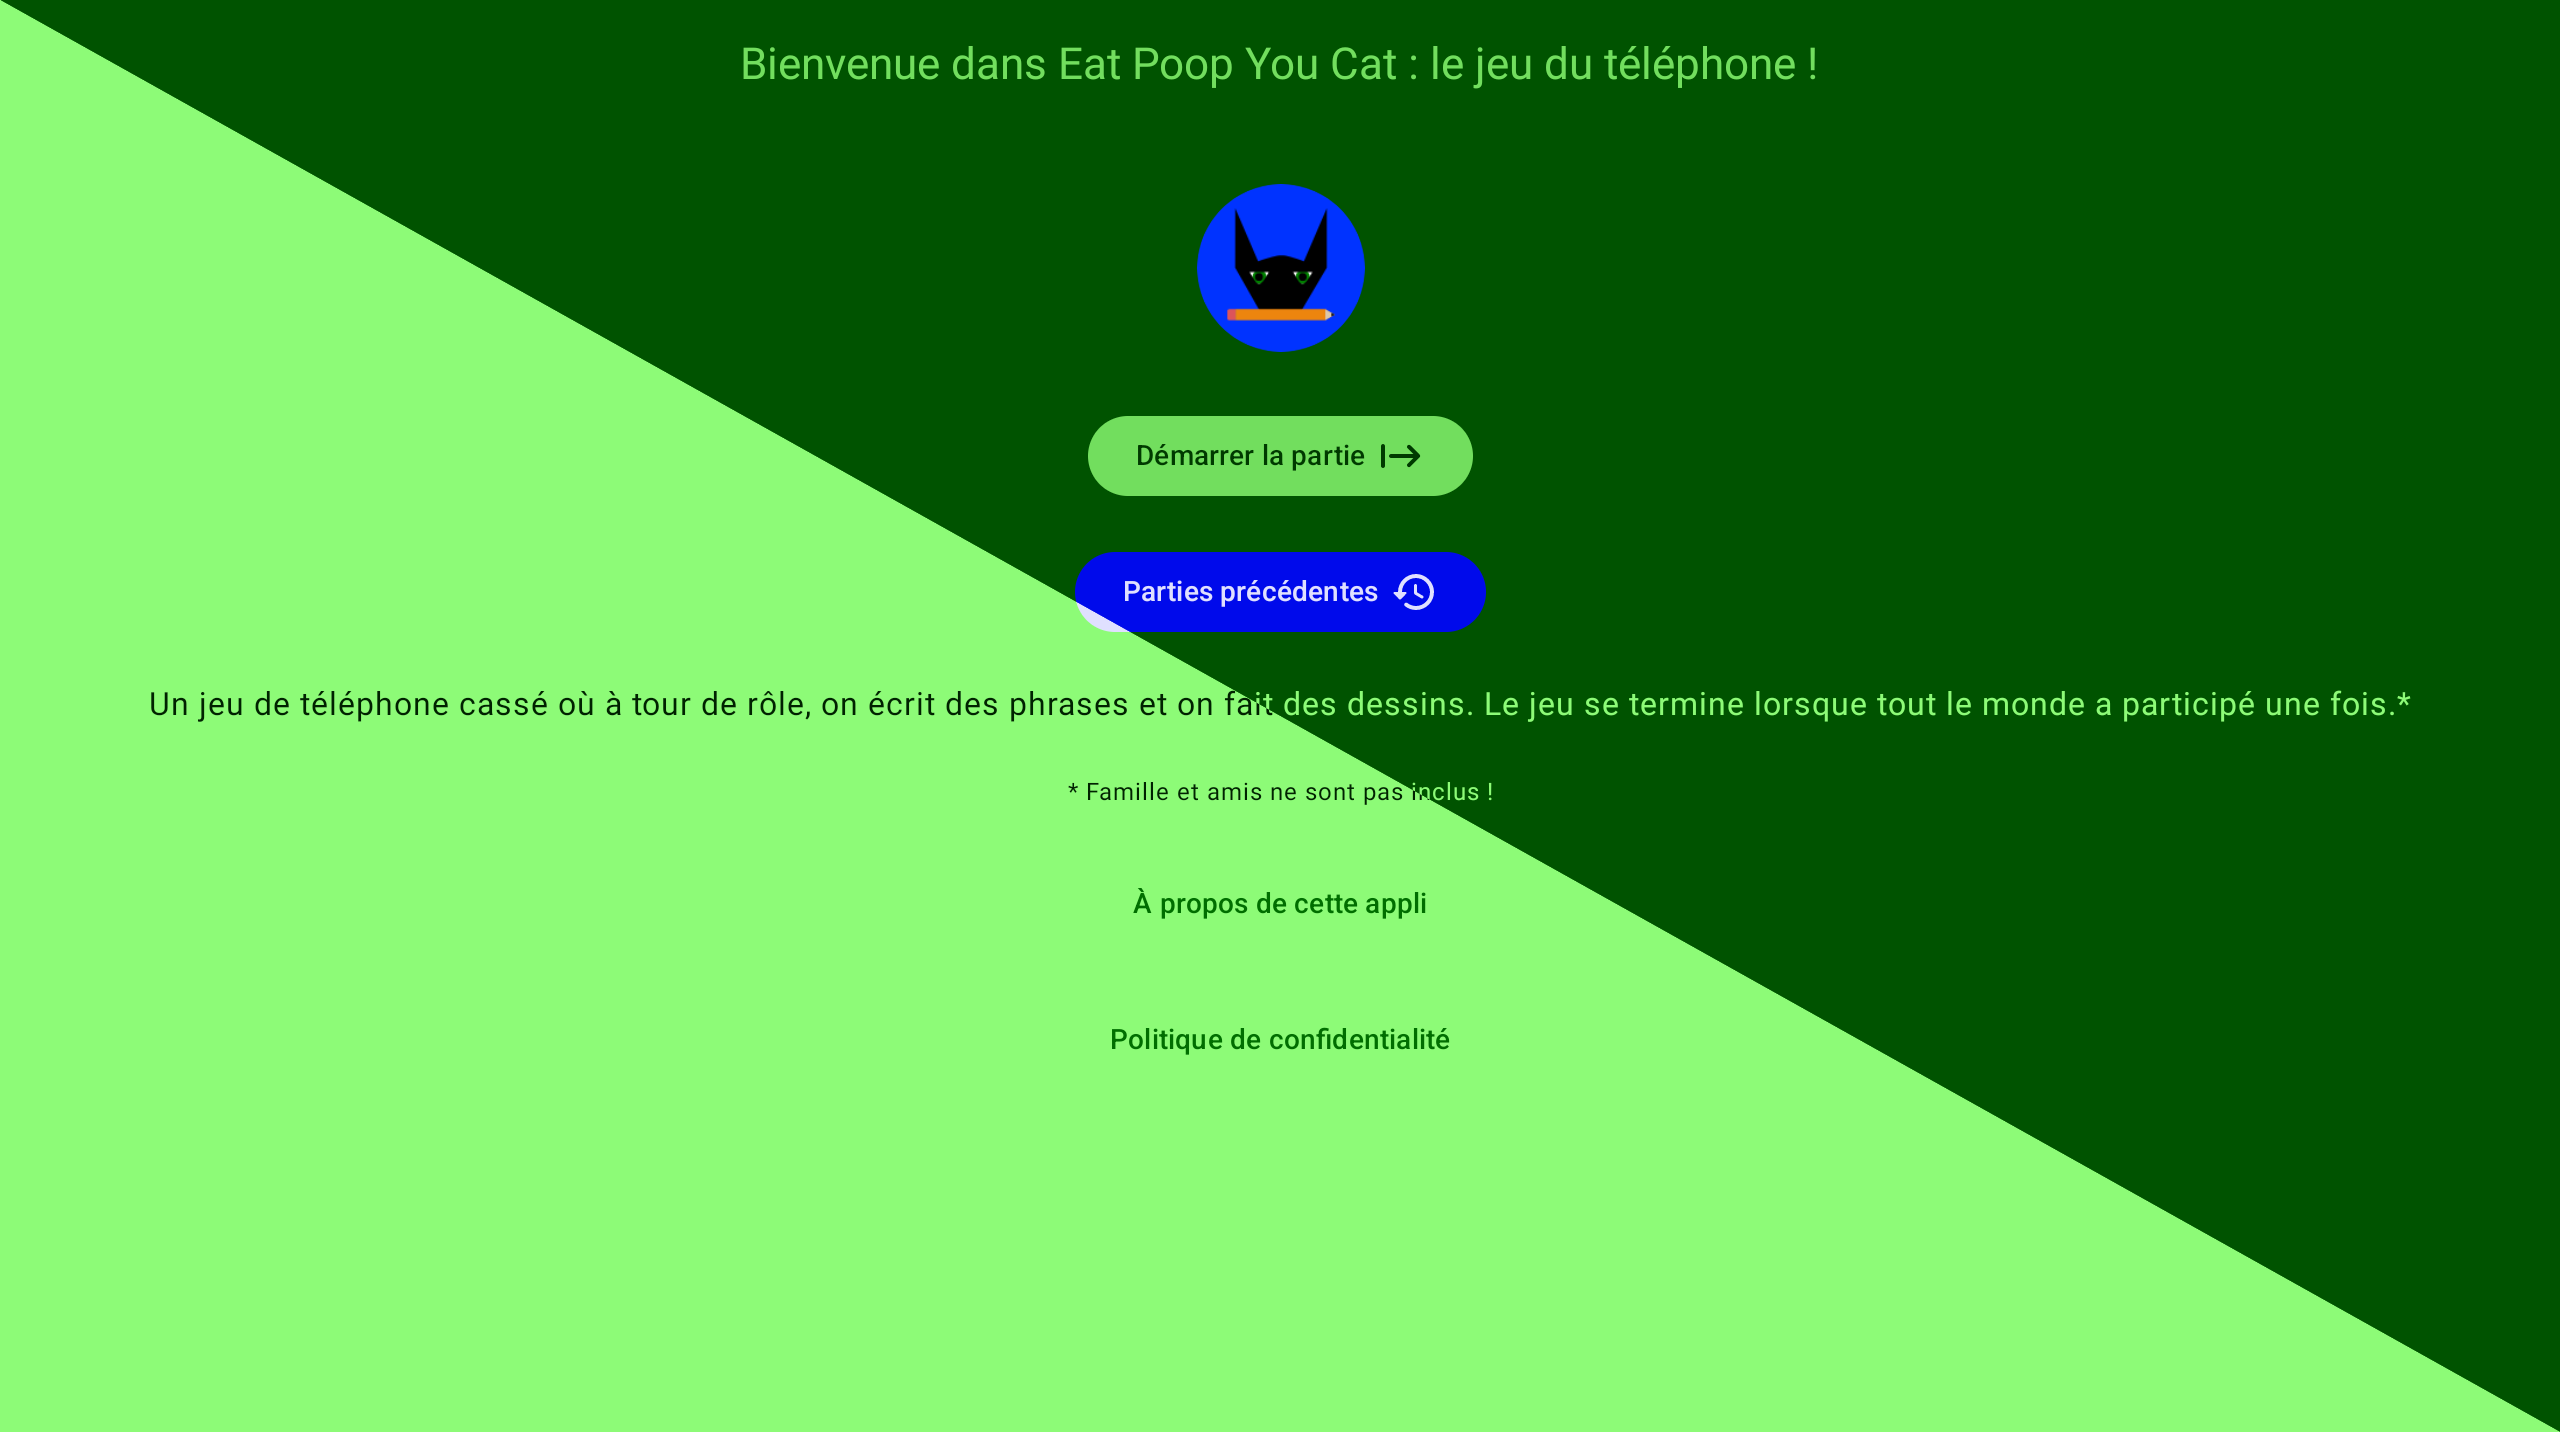 Bienvenue dans Eat Poop You Cat : le jeu du téléphone !
Démarrer la partie
Parties précédentes
Un jeu de téléphone cassé où à tour de rôle, on écrit des phrases et on fait des dessins. Le jeu se termine lorsque tout le monde a participé une fois.*
* Famille et amis ne sont pas inclus !
À propos de cette appli
Politique de confidentialité